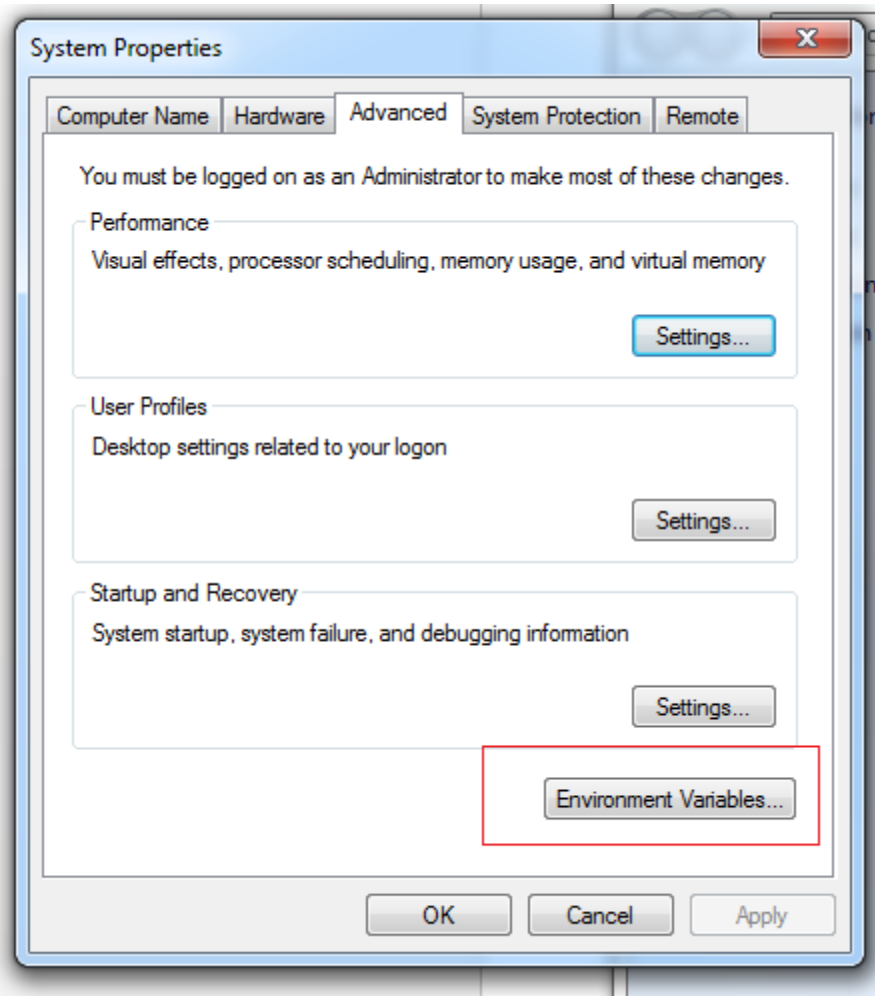 System Properties
Computer Name Hardware Advanced System Protection Remote
You must be logged on as an Administrator to make most of these changes.
Performance
Visual effects, processor scheduling, memory usage, and virtual memory
Settings...
User Profiles
Desktop settings related to your logon
Settings...
Startup and Recovery
System startup, system failure, and debugging information
Settings...
Environment Variables...
OK Cancel Apply